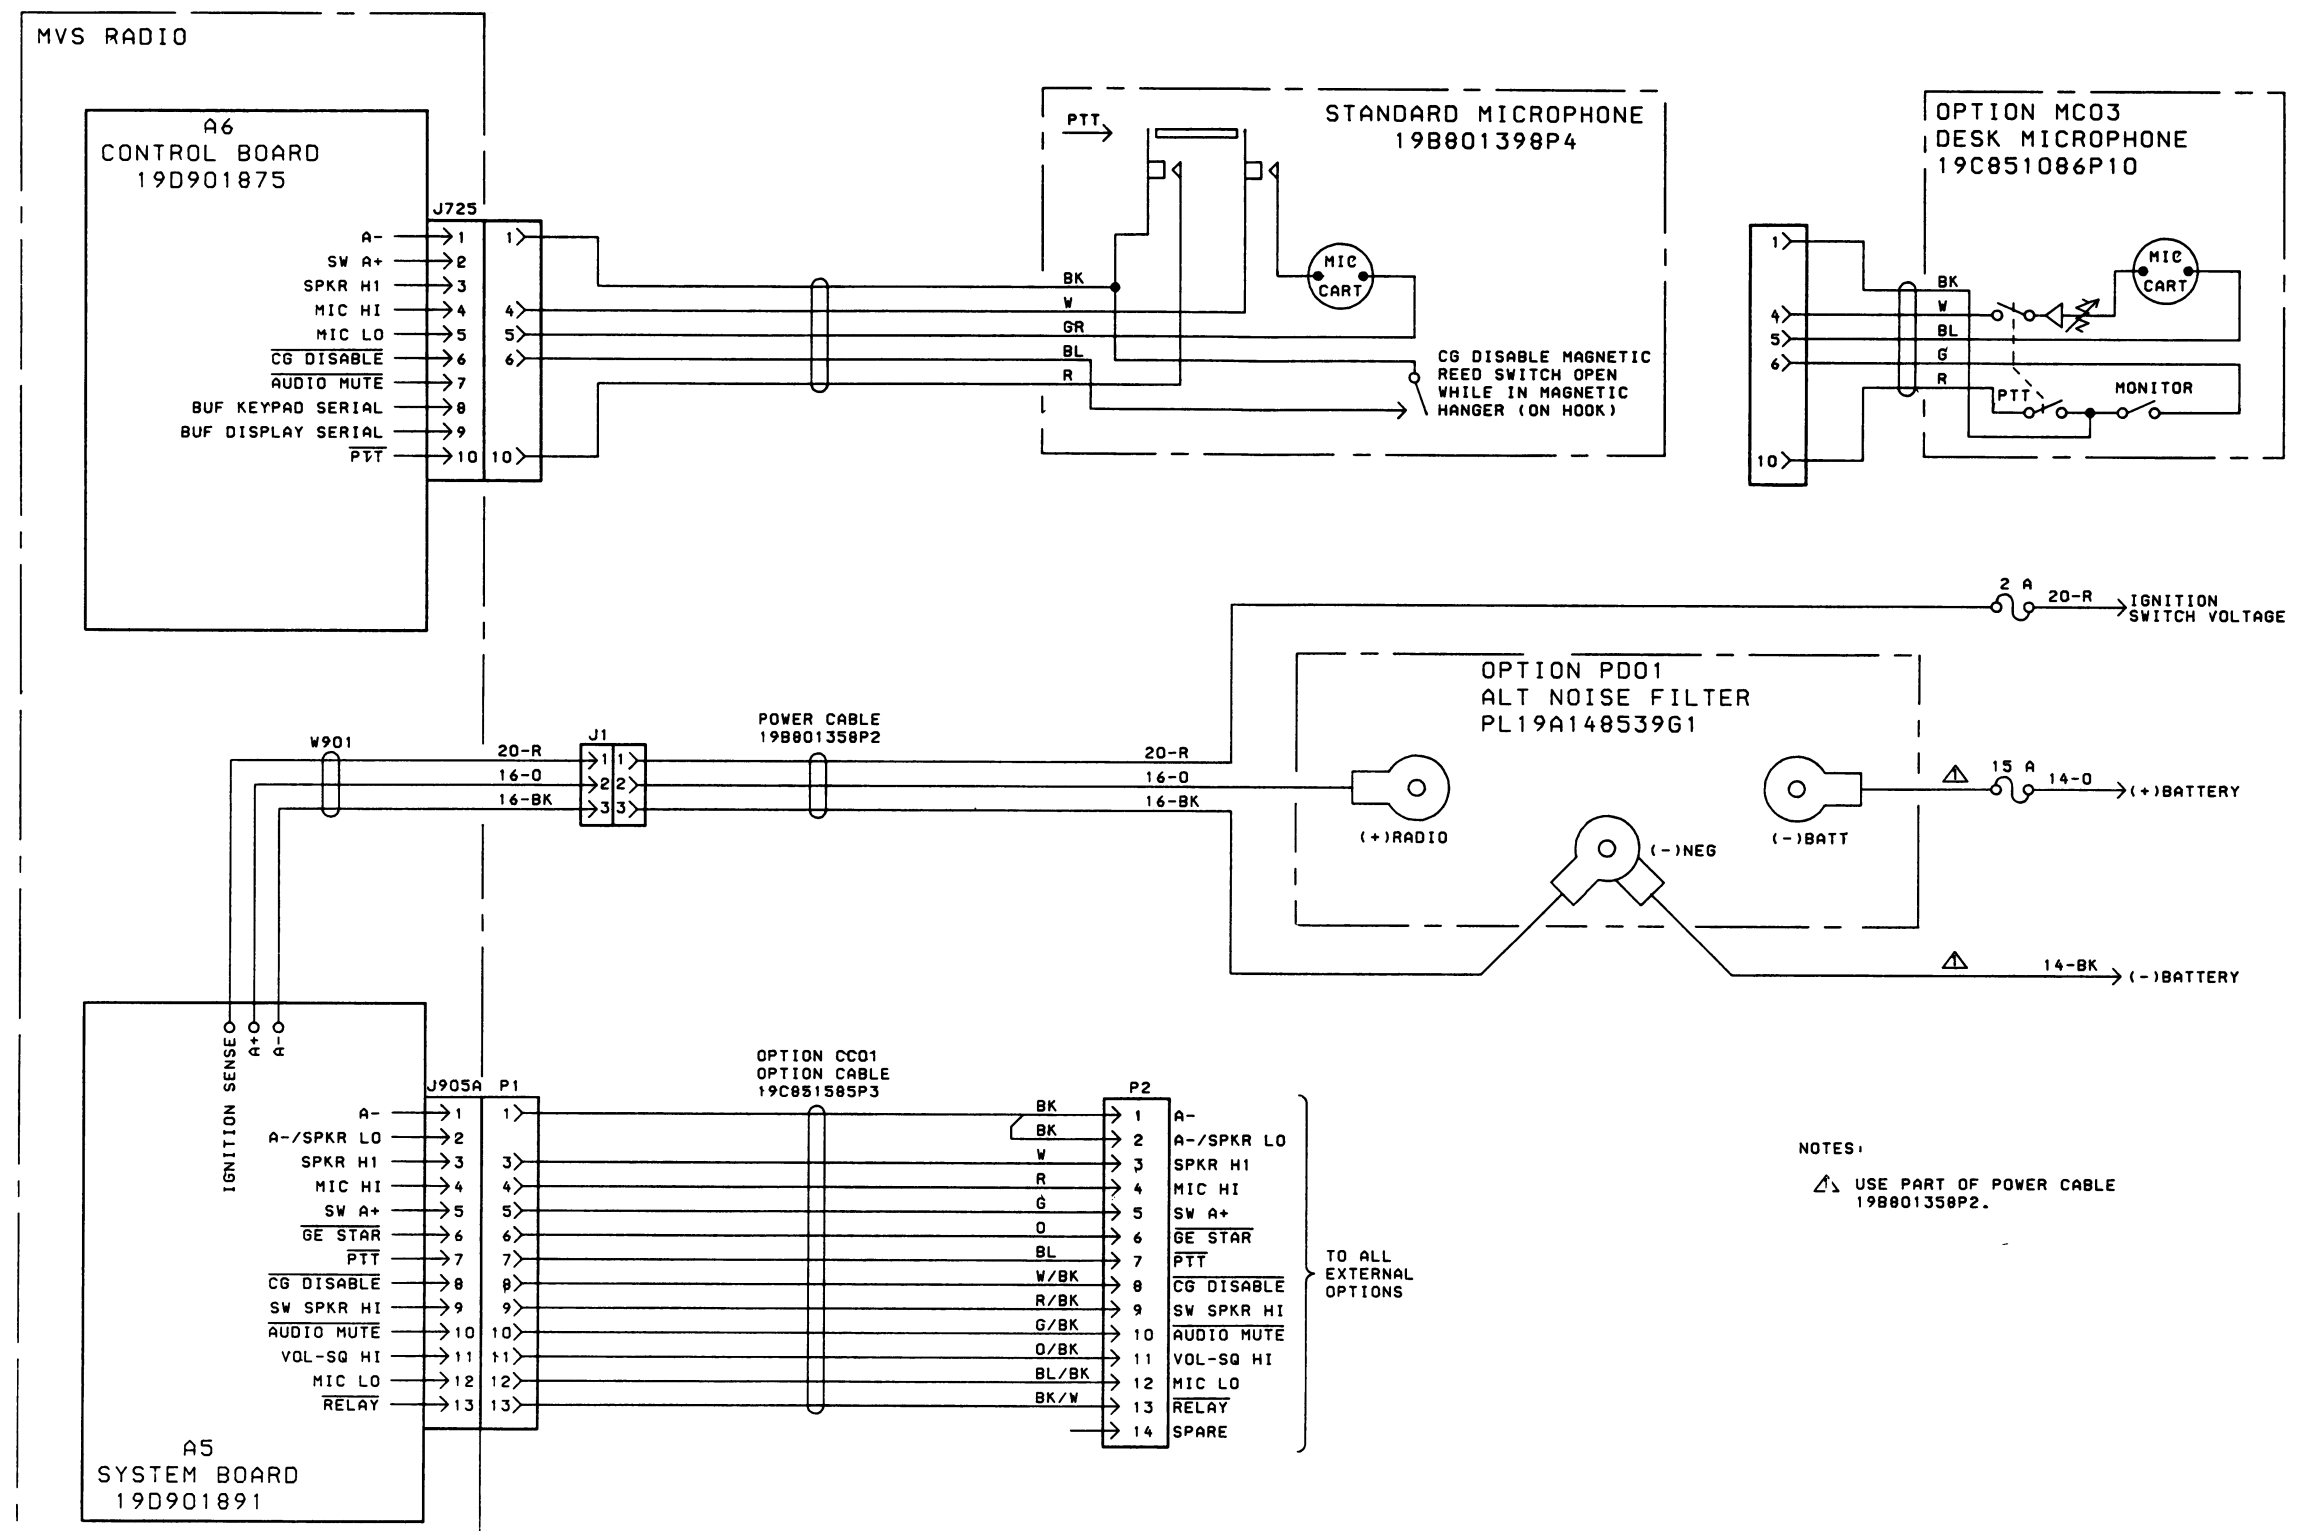 MVS RADIO
A6
CONTROL BOARD
19D901875
J725
A- 1 1
SW A+ 2
SPKR H1 3
MIC HI 4 4
MIC LO 5 5
CG DISABLE 6 6
AUDIO MUTE 7
BUF KEYPAD SERIAL 8
BUF DISPLAY SERIAL 9
PTT 10 10
PTT
STANDARD MICROPHONE
19B801398P4
MIC
CART
BK
W
GR
BL
R
CG DISABLE MAGNETIC
REED SWITCH OPEN
WHILE IN MAGNETIC
HANGER (ON HOOK)
OPTION MC03
DESK MICROPHONE
19C851086P10
1
4
5
6
10
BK
W
BL
G
R
MIC
CART
PTT
MONITOR
2 A
20-R
IGNITION
SWITCH VOLTAGE
OPTION PD01
ALT NOISE FILTER
PL19A148539G1
(+)RADIO
(-)NEG
(-)BATT
1
15 A
14-O
(+)BATTERY
1
14-BK
(-)BATTERY
W901
20-R
16-O
16-BK
J1
1 1
2 2
3 3
POWER CABLE
19B801358P2
20-R
16-O
16-BK
IGNITION SENSE
A+
A-
J905A P1
A- 1 1
A-/SPKR LO 2
SPKR H1 3 3
MIC HI 4 4
SW A+ 5 5
GE STAR 6 6
PTT 7 7
CG DISABLE 8 8
SW SPKR HI 9 9
AUDIO MUTE 10 10
VOL-SQ HI 11 11
MIC LO 12 12
RELAY 13 13
A5
SYSTEM BOARD
19D901891
OPTION CC01
OPTION CABLE
19C851585P3
P2
BK 1 A-
BK 2 A-/SPKR LO
W 3 SPKR H1
R 4 MIC HI
G 5 SW A+
O 6 GE STAR
BL 7 PTT
W/BK 8 CG DISABLE
R/BK 9 SW SPKR HI
G/BK 10 AUDIO MUTE
O/BK 11 VOL-SQ HI
BL/BK 12 MIC LO
BK/W 13 RELAY
14 SPARE
TO ALL
EXTERNAL
OPTIONS
NOTES:
1 USE PART OF POWER CABLE
19B801358P2.